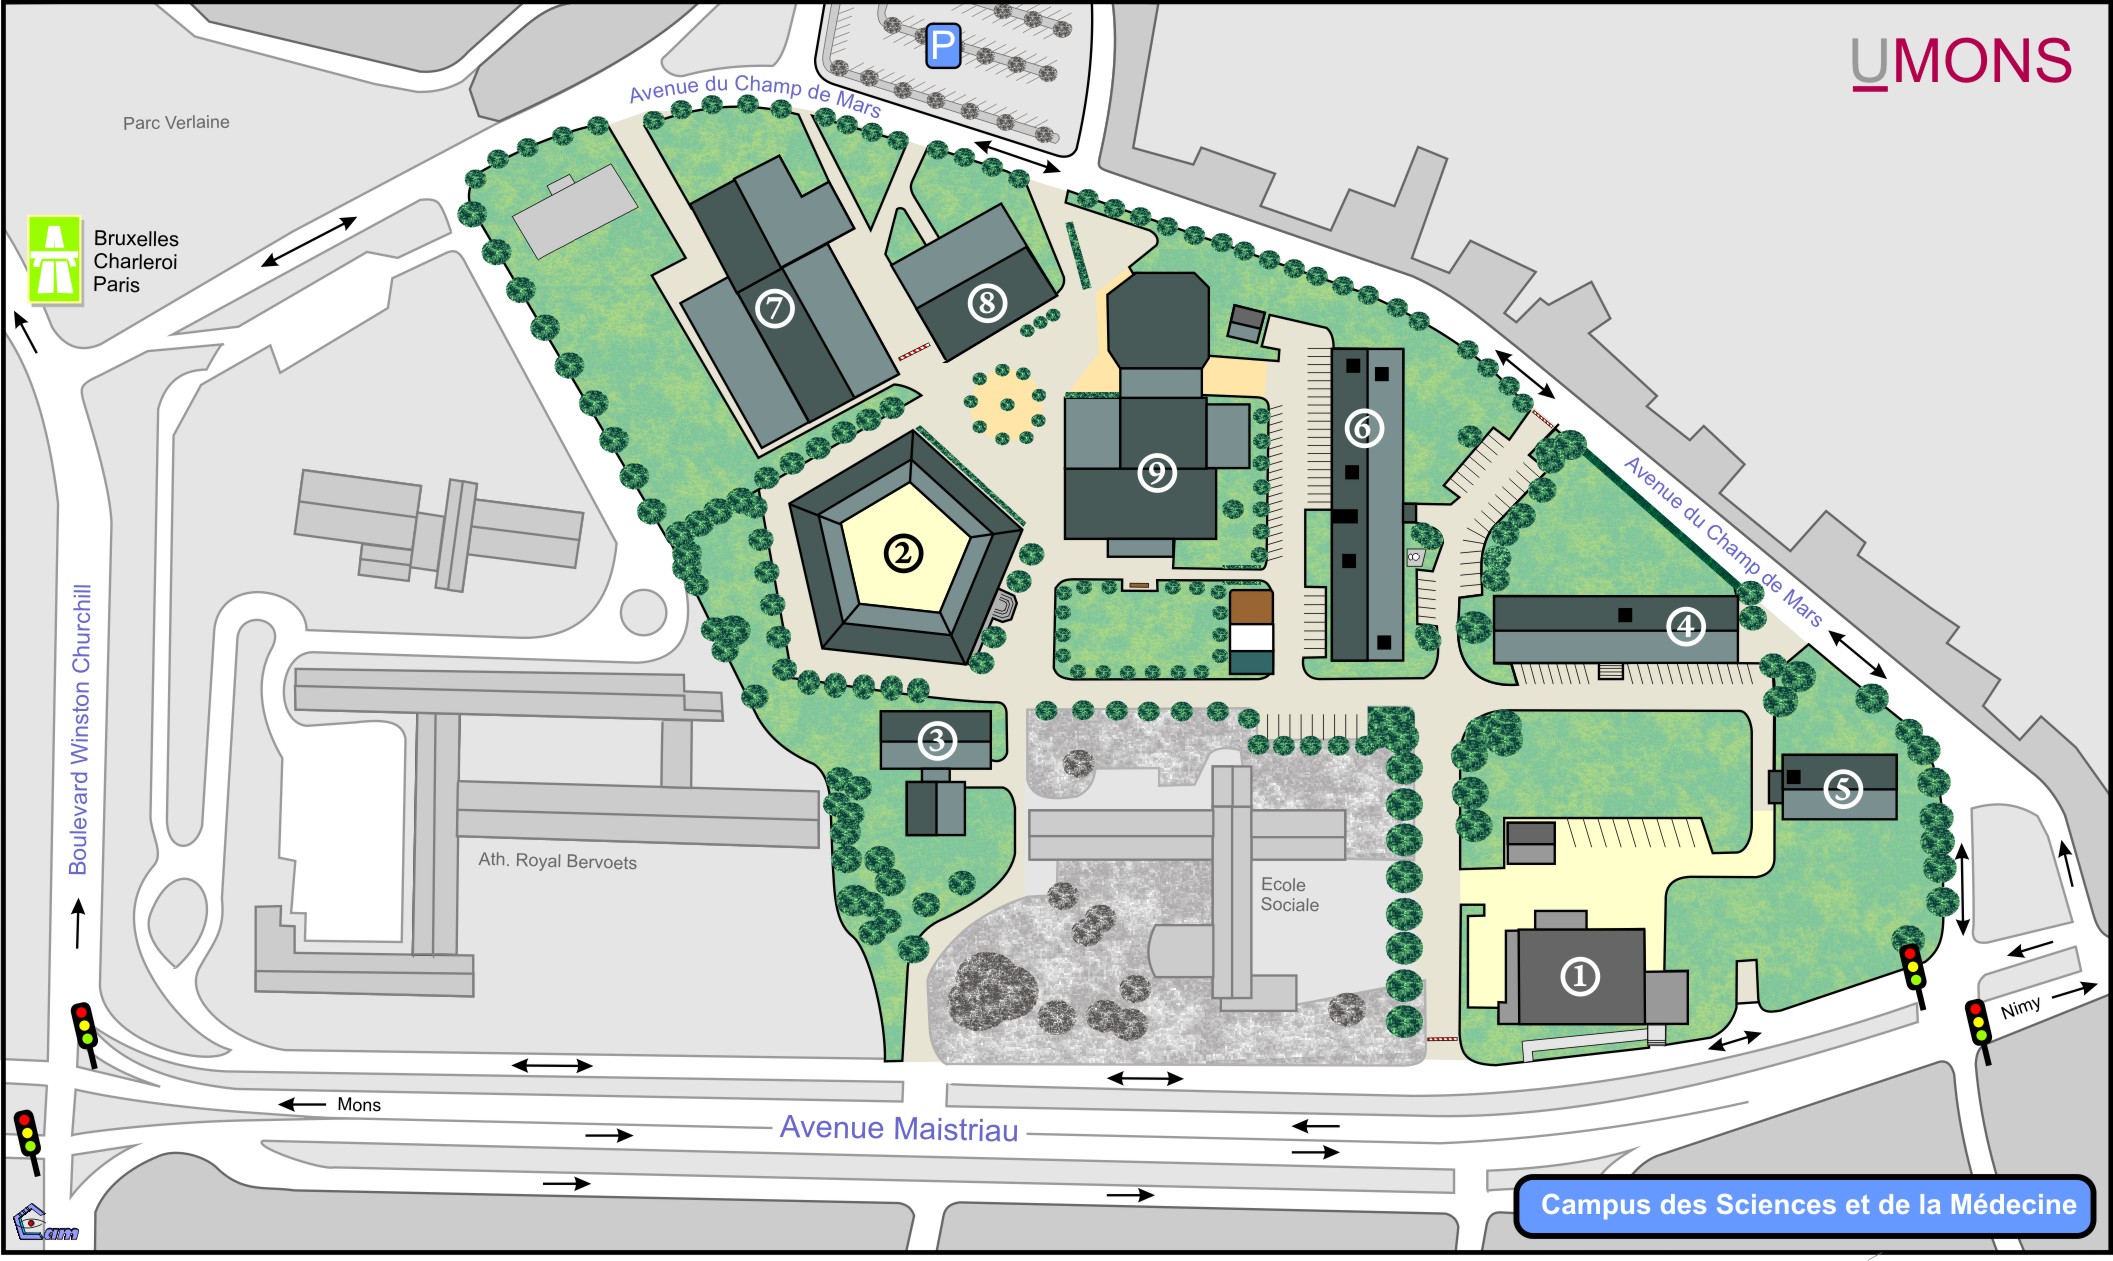 UMONS
P
Avenue du Champ de Mars
Parc Verlaine
Bruxelles
Charleroi
Paris
7
8
6
9
Avenue du Champ de Mars
2
4
Boulevard Winston Churchill
3
5
Ath. Royal Bervoets
Ecole
Sociale
1
Nimy
Mons
Avenue Maistriau
Campus des Sciences et de la Médecine